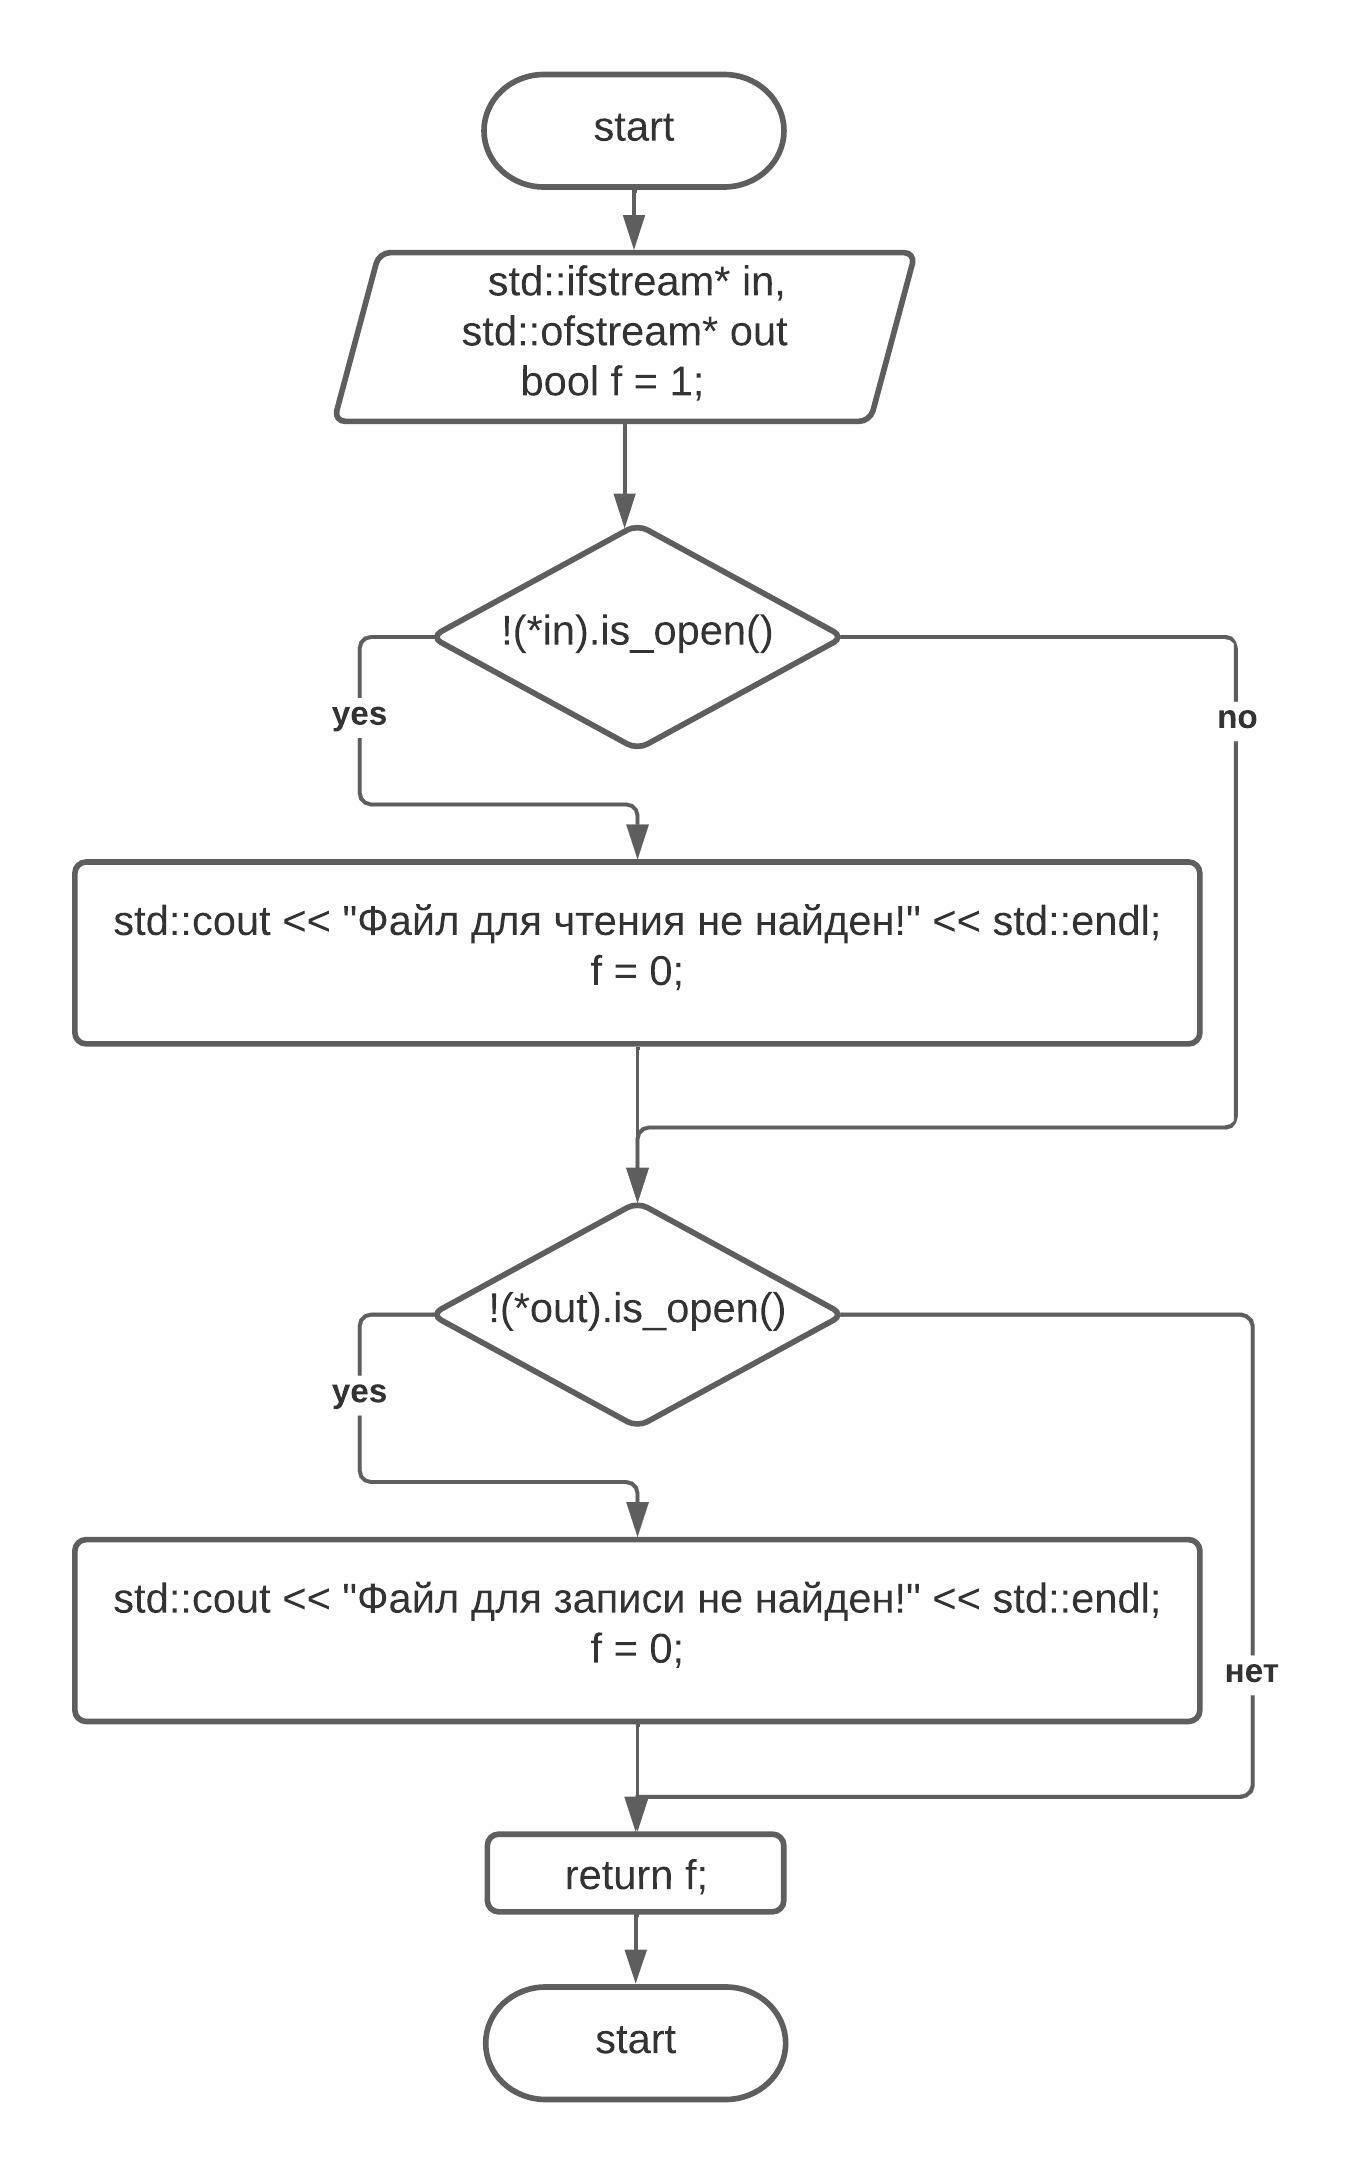 start
std::ifstream* in,
std::ofstream* out
bool f = 1;
!(*in).is_open()
yes
no
std::cout << "Файл для чтения не найден!" << std::endl;
f = 0;
!(*out).is_open()
yes
std::cout << "Файл для записи не найден!" << std::endl;
f = 0;
нет
return f;
start